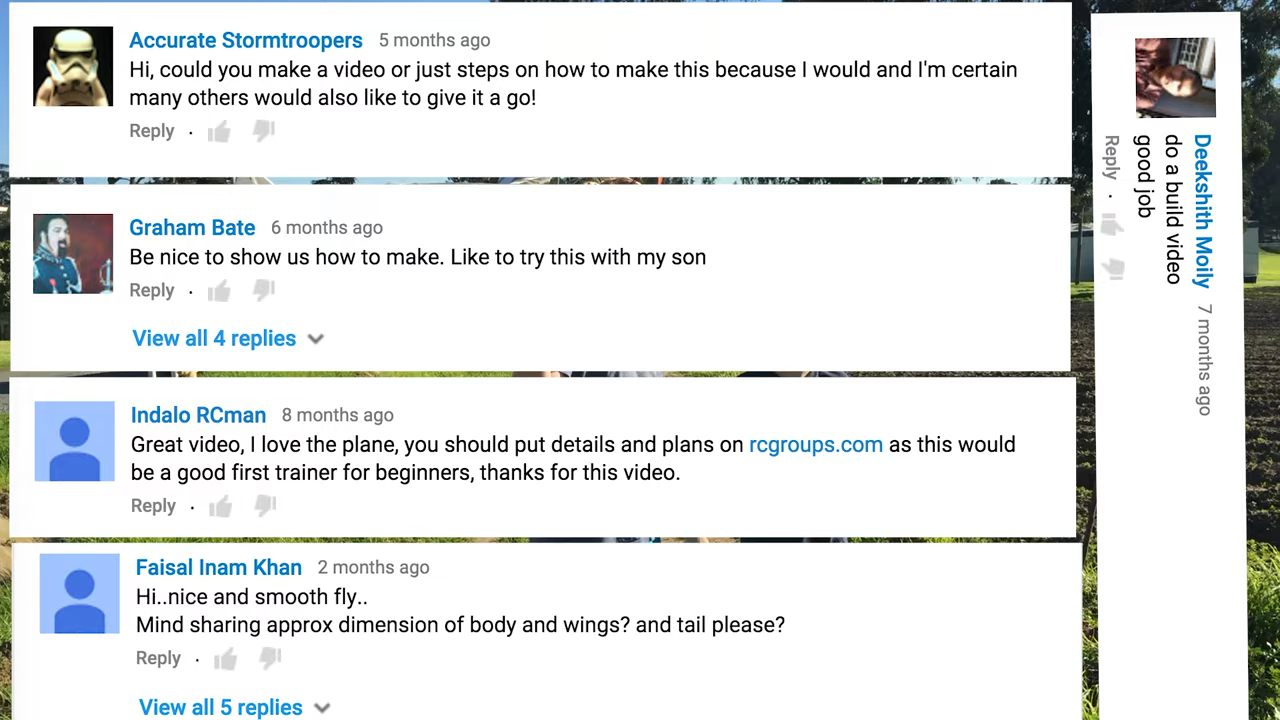 Accurate Stormtroopers 5 months ago
Hi, could you make a video or just steps on how to make this because I would and I'm certain
many others would also like to give it a go!
Reply ·
Graham Bate 6 months ago
Be nice to show us how to make. Like to try this with my son
Reply ·
View all 4 replies
Indalo RCman 8 months ago
Great video, I love the plane, you should put details and plans on rcgroups.com as this would
be a good first trainer for beginners, thanks for this video.
Reply ·
Faisal Inam Khan 2 months ago
Hi..nice and smooth fly..
Mind sharing approx dimension of body and wings? and tail please?
Reply ·
View all 5 replies
Deekshith Moily 7 months ago
do a build video
good job
Reply ·